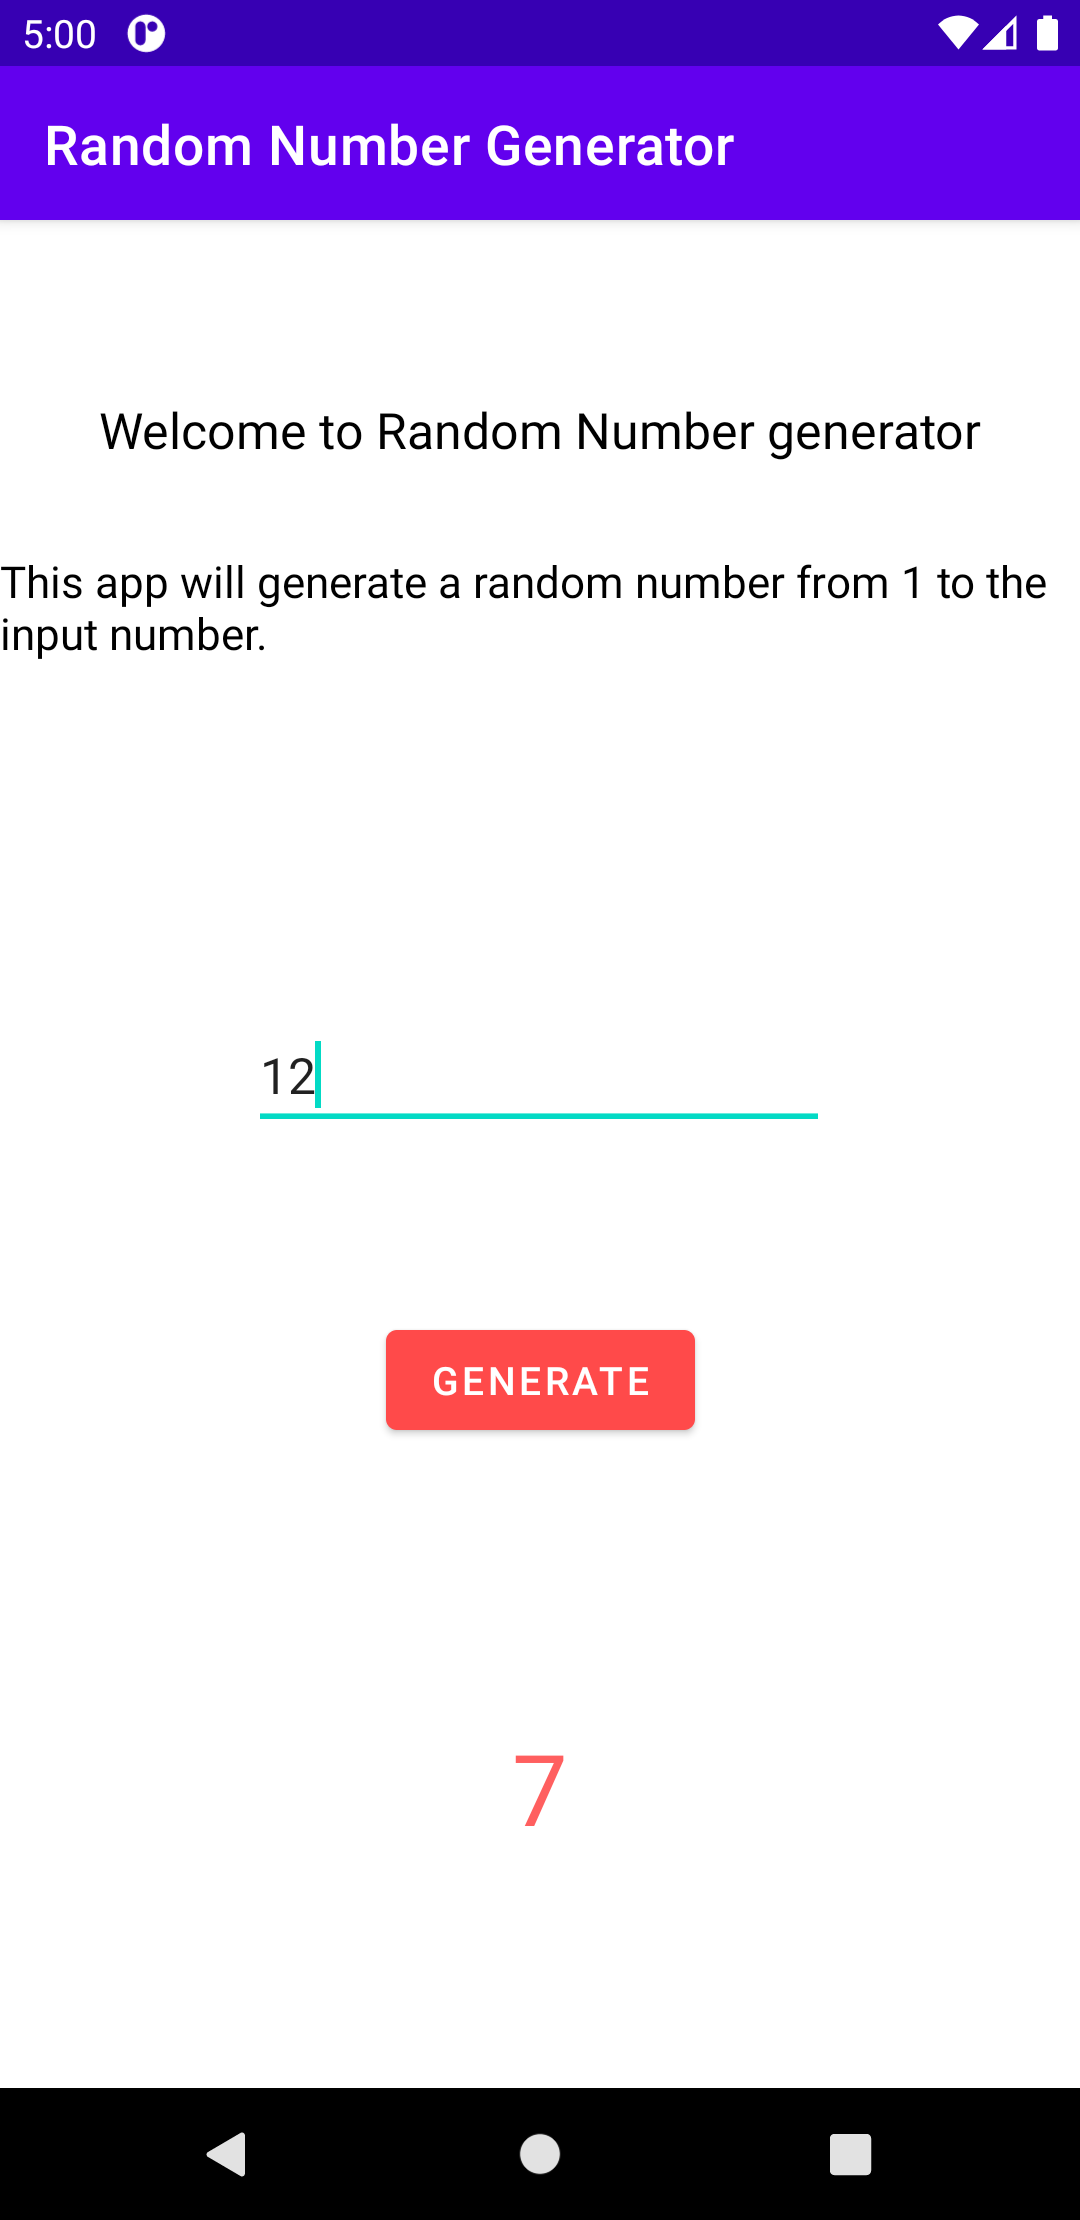 5:00
Random Number Generator
Welcome to Random Number generator
This app will generate a random number from 1 to the
input number.
12
GENERATE
7